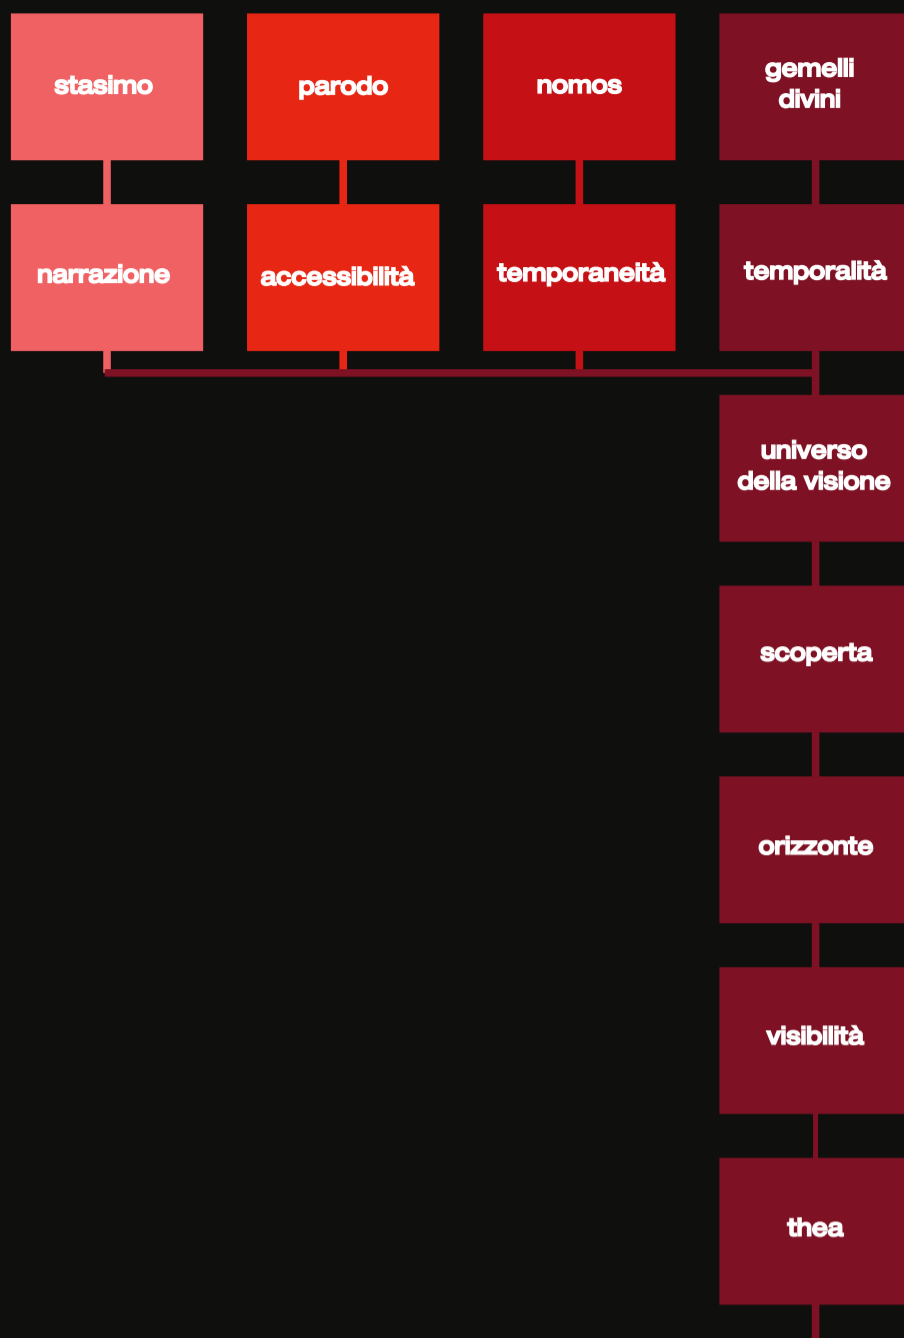 stasimo
parodo
nomos
gemelli
divini
narrazione
accessibilità
temporaneità
temporalità
universo
della visione
scoperta
orizzonte
visibilità
thea